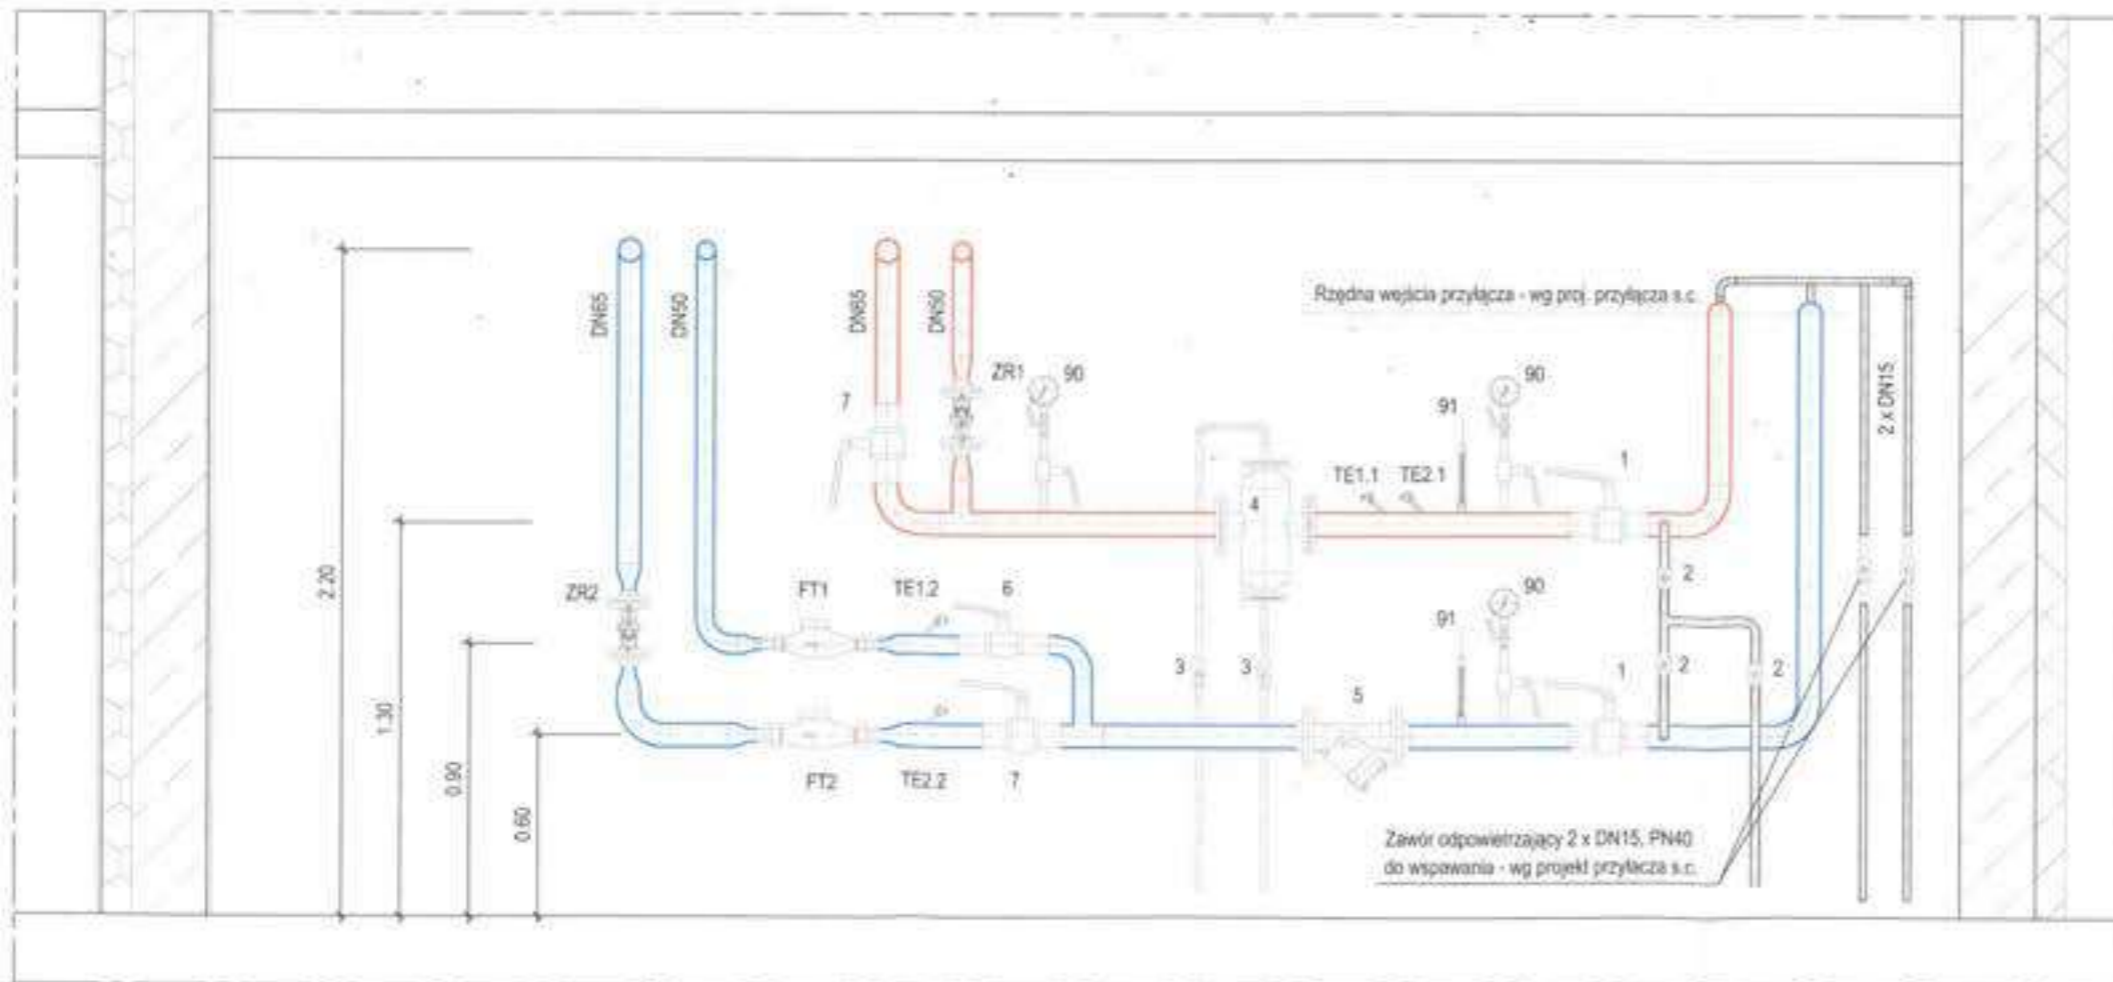 Rzędna wejścia przyłącza - wg proj. przyłącza s.c.
DN65
DN50
DN65
DN50
2 x DN15
ZR1
90
90
7
91
1
TE1.1
TE2.1
4
2.20
1.30
0.90
0.60
ZR2
FT1
TE1.2
6
90
2
91
3
3
1
2
2
5
FT2
TE2.2
7
Zawór odpowietrzający 2 x DN15, PN40
do wspawania - wg projekt przyłącza s.c.